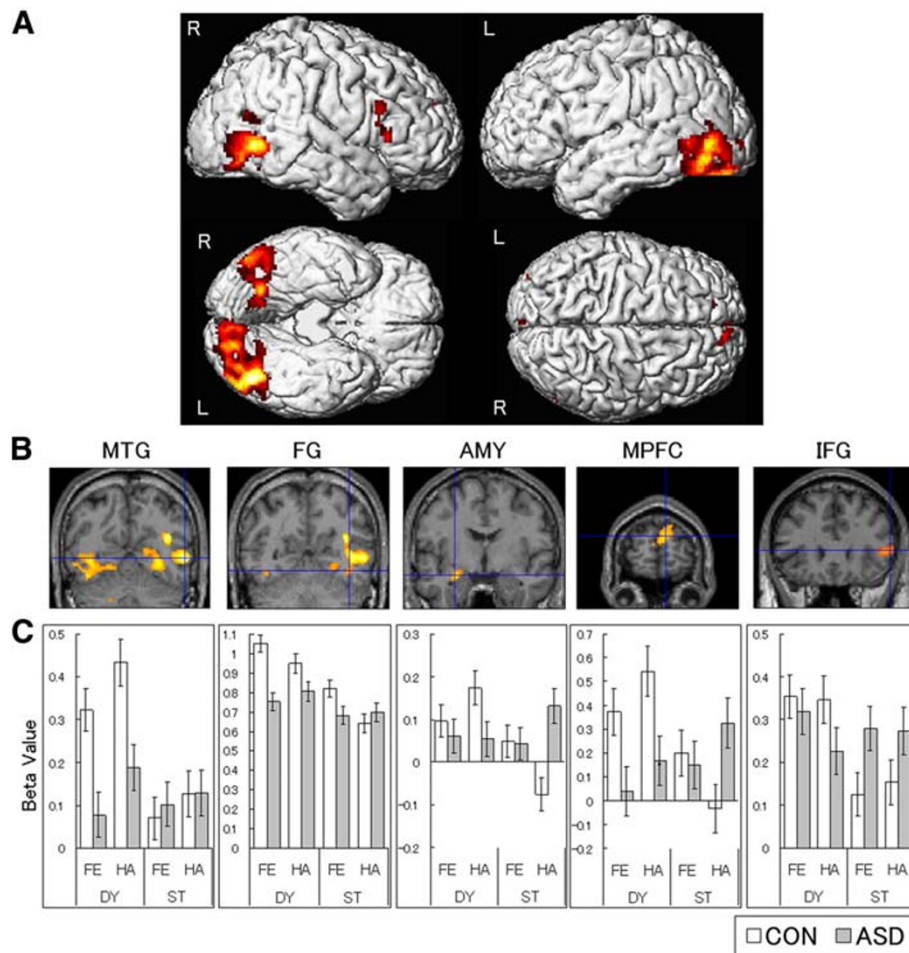 A
R L
R L
L R
B
MTG FG AMY MPFC IFG
C
Beta Value
0.5 0.4 0.3 0.2 0.1 0
FE HA FE HA
DY ST
1.1 1 0.9 0.8 0.7 0.6 0.5 0.4 0.3 0.2 0.1 0
FE HA FE HA
DY ST
0.3 0.2 0.1 0 −0.1 −0.2
FE HA FE HA
DY ST
0.7 0.6 0.5 0.4 0.3 0.2 0.1 0 −0.1 −0.2
FE HA FE HA
DY ST
0.5 0.4 0.3 0.2 0.1 0
FE HA FE HA
DY ST
CON ASD